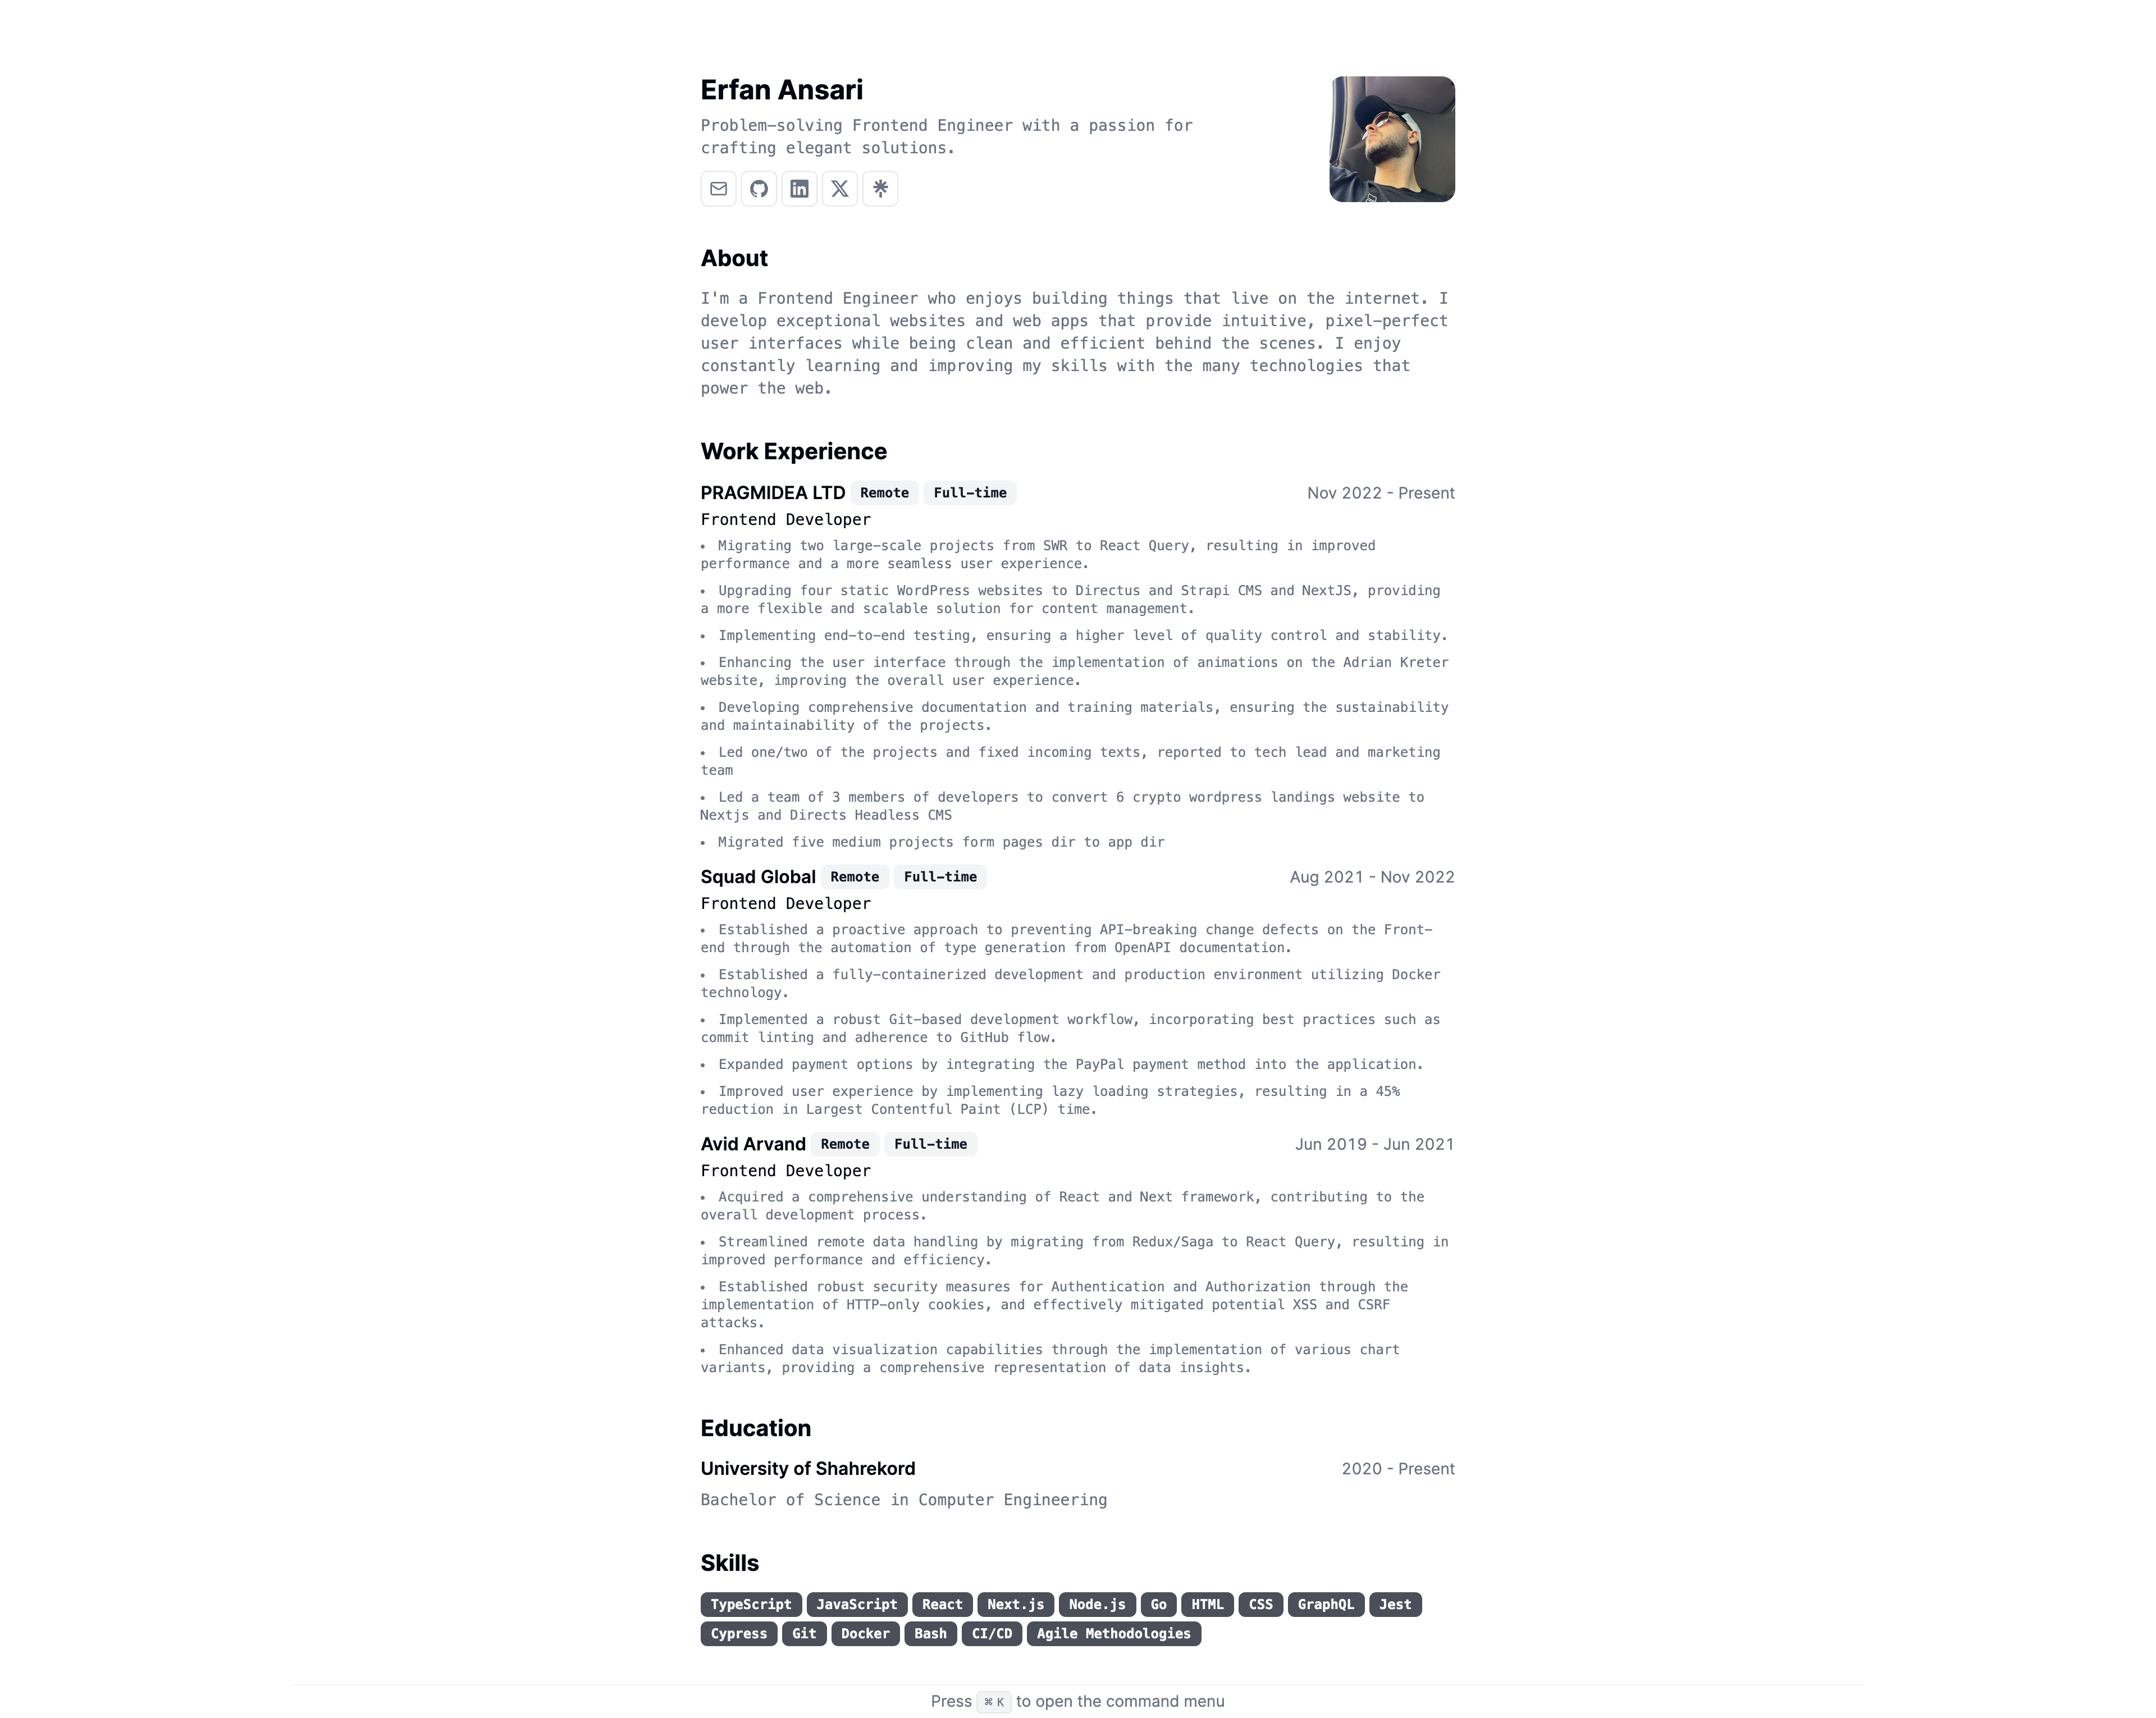 Erfan Ansari
Problem-solving Frontend Engineer with a passion for
crafting elegant solutions.
About
I'm a Frontend Engineer who enjoys building things that live on the internet. I
develop exceptional websites and web apps that provide intuitive, pixel-perfect
user interfaces while being clean and efficient behind the scenes. I enjoy
constantly learning and improving my skills with the many technologies that
power the web.
Work Experience
PRAGMIDEA LTD Remote Full-time Nov 2022 - Present
Frontend Developer
• Migrating two large-scale projects from SWR to React Query, resulting in improved
performance and a more seamless user experience.
• Upgrading four static WordPress websites to Directus and Strapi CMS and NextJS, providing
a more flexible and scalable solution for content management.
• Implementing end-to-end testing, ensuring a higher level of quality control and stability.
• Enhancing the user interface through the implementation of animations on the Adrian Kreter
website, improving the overall user experience.
• Developing comprehensive documentation and training materials, ensuring the sustainability
and maintainability of the projects.
• Led one/two of the projects and fixed incoming texts, reported to tech lead and marketing
team
• Led a team of 3 members of developers to convert 6 crypto wordpress landings website to
Nextjs and Directs Headless CMS
• Migrated five medium projects form pages dir to app dir
Squad Global Remote Full-time Aug 2021 - Nov 2022
Frontend Developer
• Established a proactive approach to preventing API-breaking change defects on the Front-
end through the automation of type generation from OpenAPI documentation.
• Established a fully-containerized development and production environment utilizing Docker
technology.
• Implemented a robust Git-based development workflow, incorporating best practices such as
commit linting and adherence to GitHub flow.
• Expanded payment options by integrating the PayPal payment method into the application.
• Improved user experience by implementing lazy loading strategies, resulting in a 45%
reduction in Largest Contentful Paint (LCP) time.
Avid Arvand Remote Full-time Jun 2019 - Jun 2021
Frontend Developer
• Acquired a comprehensive understanding of React and Next framework, contributing to the
overall development process.
• Streamlined remote data handling by migrating from Redux/Saga to React Query, resulting in
improved performance and efficiency.
• Established robust security measures for Authentication and Authorization through the
implementation of HTTP-only cookies, and effectively mitigated potential XSS and CSRF
attacks.
• Enhanced data visualization capabilities through the implementation of various chart
variants, providing a comprehensive representation of data insights.
Education
University of Shahrekord 2020 - Present
Bachelor of Science in Computer Engineering
Skills
TypeScript JavaScript React Next.js Node.js Go HTML CSS GraphQL Jest
Cypress Git Docker Bash CI/CD Agile Methodologies
Press ⌘ K to open the command menu